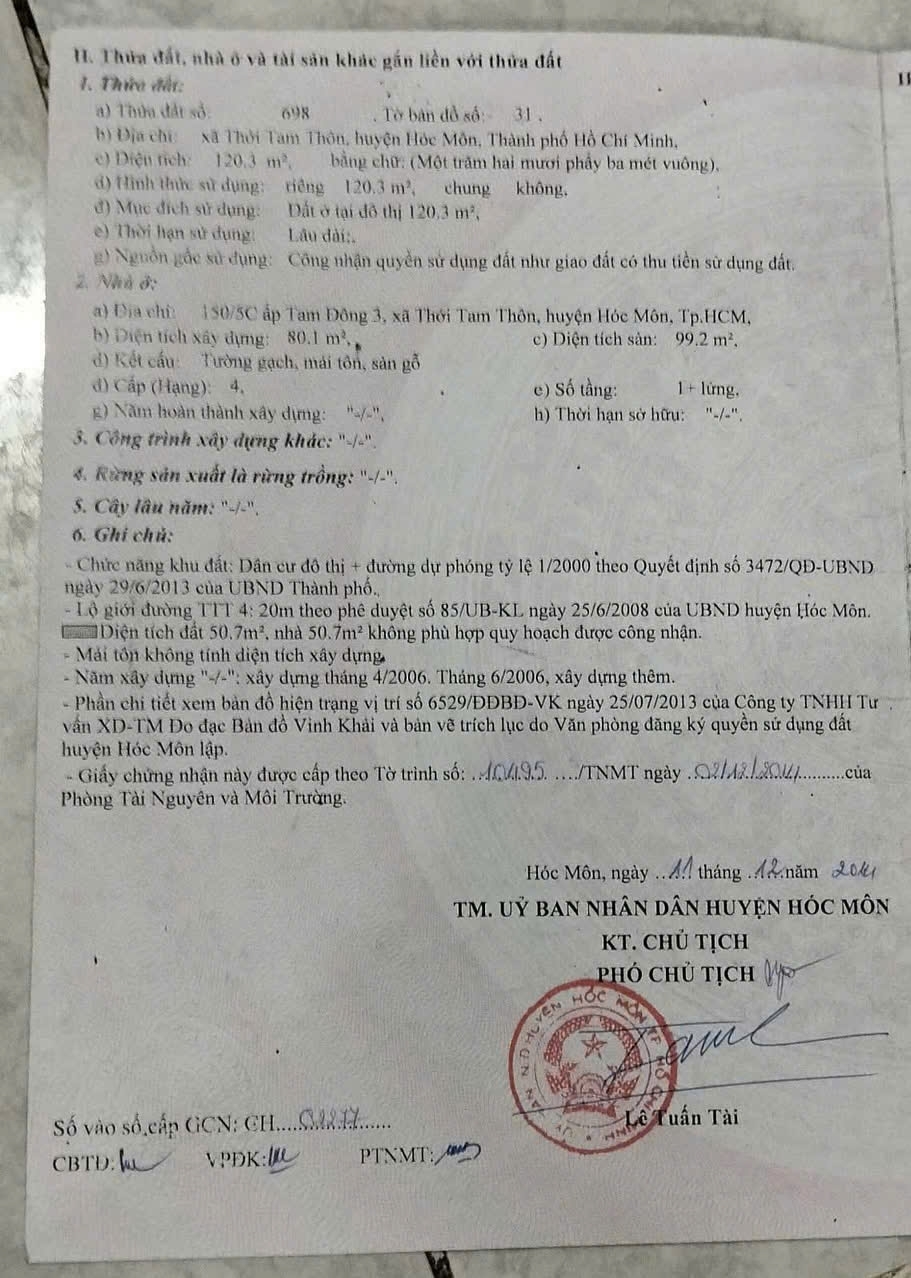 II. Thửa đất, nhà ở và tài sản khác gắn liền với thửa đất
II
1. Thửa đất:
a) Thửa đất số: 698 . Tờ bản đồ số: 31 .
b) Địa chỉ: xã Thới Tam Thôn, huyện Hóc Môn, Thành phố Hồ Chí Minh,
c) Diện tích: 120.3 m², bằng chữ: (Một trăm hai mươi phẩy ba mét vuông),
d) Hình thức sử dụng: riêng 120.3 m², chung không,
đ) Mục đích sử dụng: Đất ở tại đô thị 120.3 m²,
e) Thời hạn sử dụng: Lâu dài;.
g) Nguồn gốc sử dụng: Công nhận quyền sử dụng đất như giao đất có thu tiền sử dụng đất.
2. Nhà ở:
a) Địa chỉ: 150/5C ấp Tam Đông 3, xã Thới Tam Thôn, huyện Hóc Môn, Tp.HCM,
b) Diện tích xây dựng: 80.1 m², c) Diện tích sàn: 99.2 m²,
d) Kết cấu: Tường gạch, mái tôn, sàn gỗ
đ) Cấp (Hạng): 4, e) Số tầng: 1+ lửng,
g) Năm hoàn thành xây dựng: "-/-", h) Thời hạn sở hữu: "-/-".
3. Công trình xây dựng khác: "-/-".
4. Rừng sản xuất là rừng trồng: "-/-".
5. Cây lâu năm: "-/-".
6. Ghi chú:
- Chức năng khu đất: Dân cư đô thị + đường dự phóng tỷ lệ 1/2000 theo Quyết định số 3472/QĐ-UBND
ngày 29/6/2013 của UBND Thành phố.
- Lộ giới đường TTT 4: 20m theo phê duyệt số 85/UB-KL ngày 25/6/2008 của UBND huyện Hóc Môn.
Diện tích đất 50.7m², nhà 50.7m² không phù hợp quy hoạch được công nhận.
- Mái tôn không tính diện tích xây dựng.
- Năm xây dựng "-/-": xây dựng tháng 4/2006. Tháng 6/2006, xây dựng thêm.
- Phần chi tiết xem bản đồ hiện trạng vị trí số 6529/ĐĐBĐ-VK ngày 25/07/2013 của Công ty TNHH Tư
vấn XD-TM Đo đạc Bản đồ Vinh Khải và bản vẽ trích lục do Văn phòng đăng ký quyền sử dụng đất
huyện Hóc Môn lập.
- Giấy chứng nhận này được cấp theo Tờ trình số: ..10495. .../TNMT ngày .02/12/2014..........của
Phòng Tài Nguyên và Môi Trường.
Hóc Môn, ngày ..11 tháng .12.năm 2014
TM. UỶ BAN NHÂN DÂN HUYỆN HÓC MÔN
KT. CHỦ TỊCH
PHÓ CHỦ TỊCH
ỦY BAN N.D HUYỆN HÓC MÔN TP HỒ CHÍ MINH
Lê Tuấn Tài
Số vào sổ cấp GCN: CH....02277......
CBTĐ: VPĐK: PTNMT: